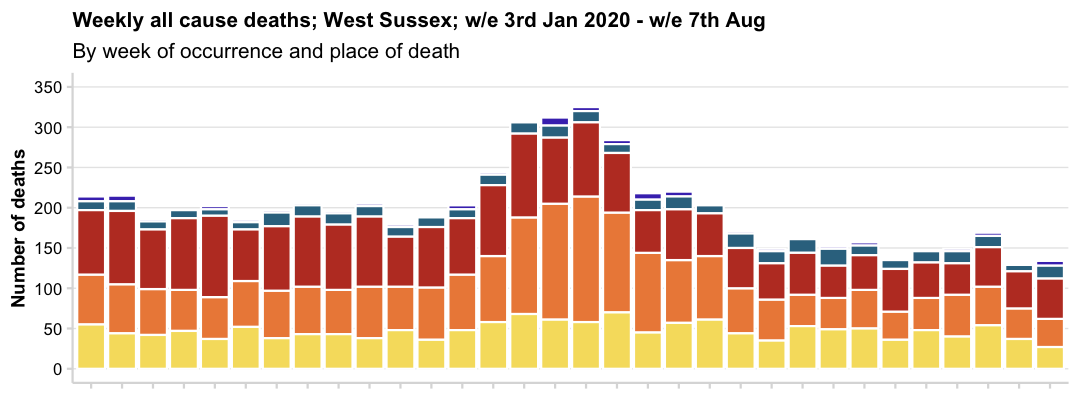 Weekly all cause deaths; West Sussex; w/e 3rd Jan 2020 - w/e 7th Aug
By week of occurrence and place of death
Number of deaths
350
300
250
200
150
100
50
0